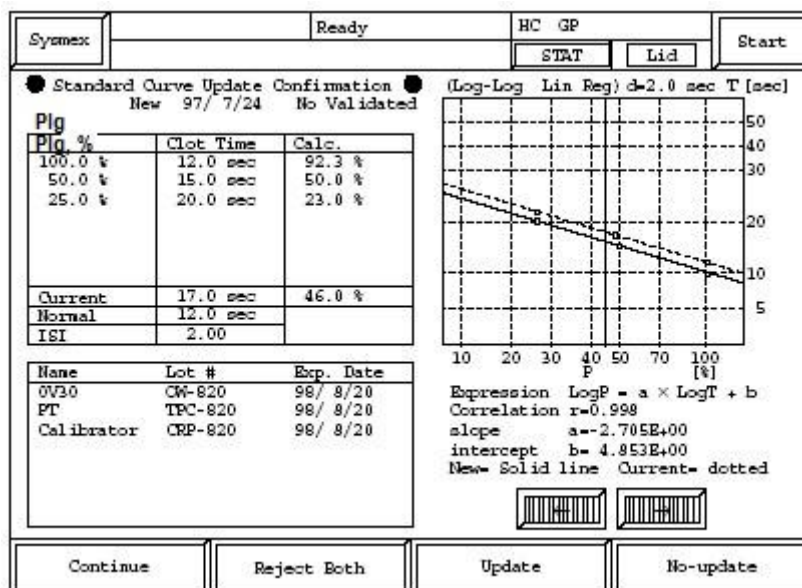 Sysmex
Ready
HC GP
STAT
Lid
Start
Standard Curve Update Confirmation
New 97/ 7/24 No Validated
Plg
Plg, % Clot Time Calc.
100.0 % 12.0 sec 92.3 %
50.0 % 15.0 sec 50.0 %
25.0 % 20.0 sec 23.0 %
Current 17.0 sec 46.0 %
Normal 12.0 sec
ISI 2.00
Name Lot # Exp. Date
OV30 CW-820 98/ 8/20
PT TPC-820 98/ 8/20
Calibrator CRP-820 98/ 8/20
(Log-Log Lin Reg) d=2.0 sec T [sec]
50
40
30
20
10
5
10 20 30 40 50 70 100
P [%]
Expression LogP = a × LogT + b
Correlation r=0.998
slope a=-2.705E+00
intercept b= 4.853E+00
New= Solid line Current= dotted
← →
Continue
Reject Both
Update
No-update